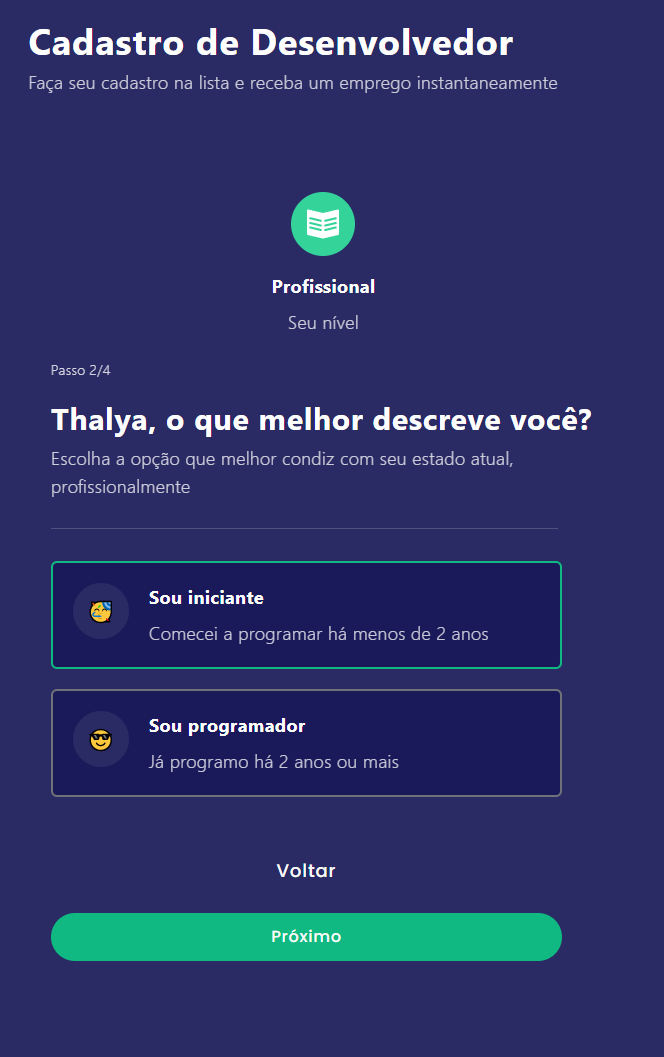 Cadastro de Desenvolvedor
Faça seu cadastro na lista e receba um emprego instantaneamente
Profissional
Seu nível
Passo 2/4
Thalya, o que melhor descreve você?
Escolha a opção que melhor condiz com seu estado atual,
profissionalmente
Sou iniciante
Comecei a programar há menos de 2 anos
Sou programador
Já programo há 2 anos ou mais
Voltar
Próximo